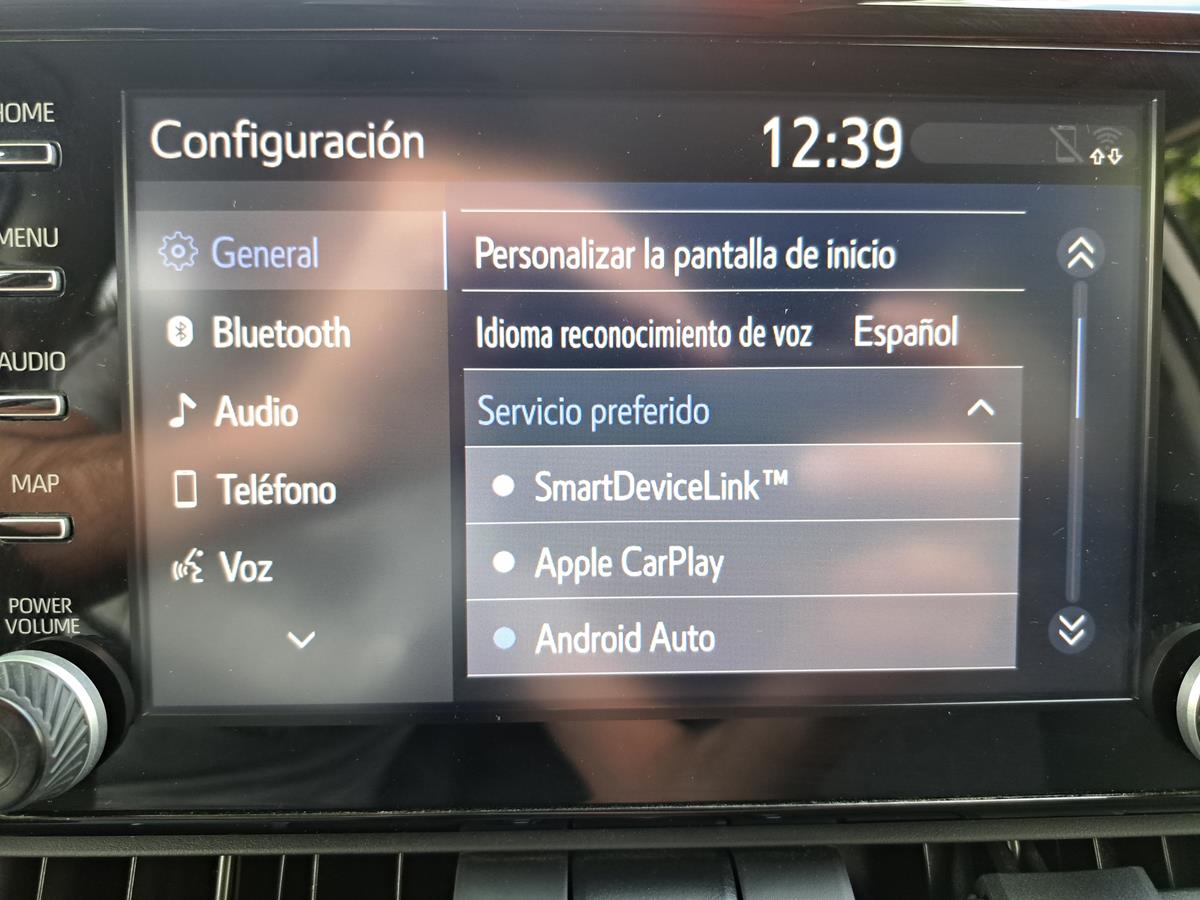 HOME
MENU
AUDIO
MAP
POWER
VOLUME
Configuración
12:39
General
Bluetooth
Audio
Teléfono
Voz
Personalizar la pantalla de inicio
Idioma reconocimiento de voz Español
Servicio preferido
SmartDeviceLink™
Apple CarPlay
Android Auto